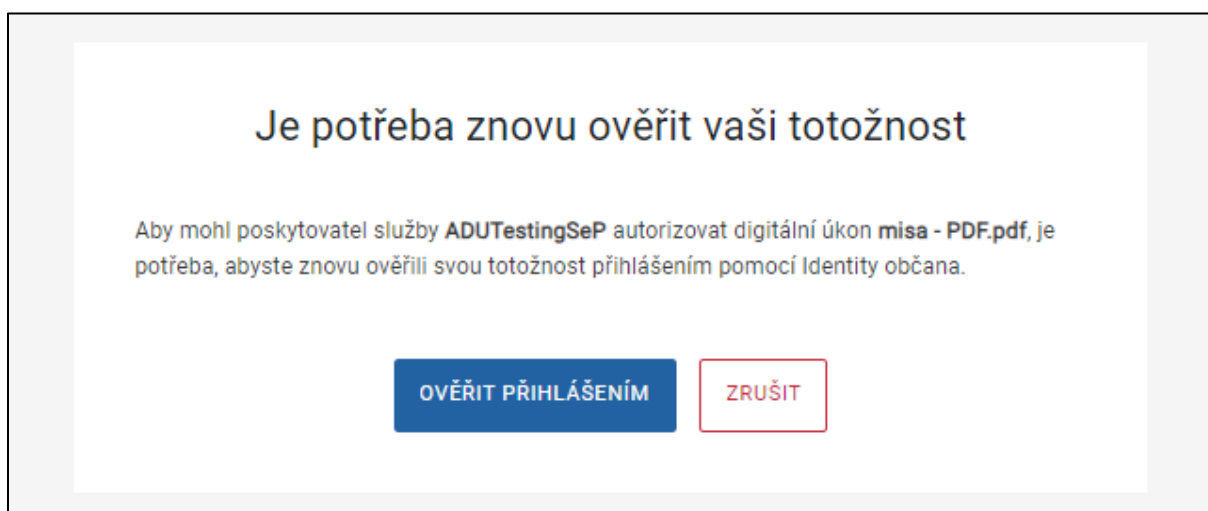 Je potřeba znovu ověřit vaši totožnost
Aby mohl poskytovatel služby ADUTestingSeP autorizovat digitální úkon misa - PDF.pdf, je
potřeba, abyste znovu ověřili svou totožnost přihlášením pomocí Identity občana.
OVĚŘIT PŘIHLÁŠENÍM
ZRUŠIT